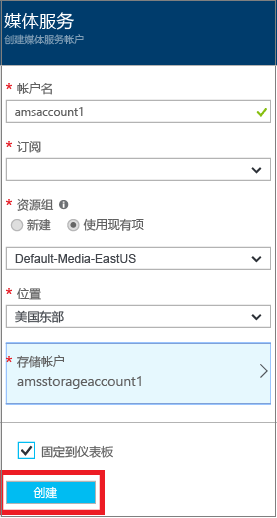 媒体服务
创建媒体服务帐户
* 帐户名
amsaccount1
* 订阅
* 资源组
新建 使用现有项
Default-Media-EastUS
* 位置
美国东部
* 存储帐户
amsstorageaccount1
固定到仪表板
创建